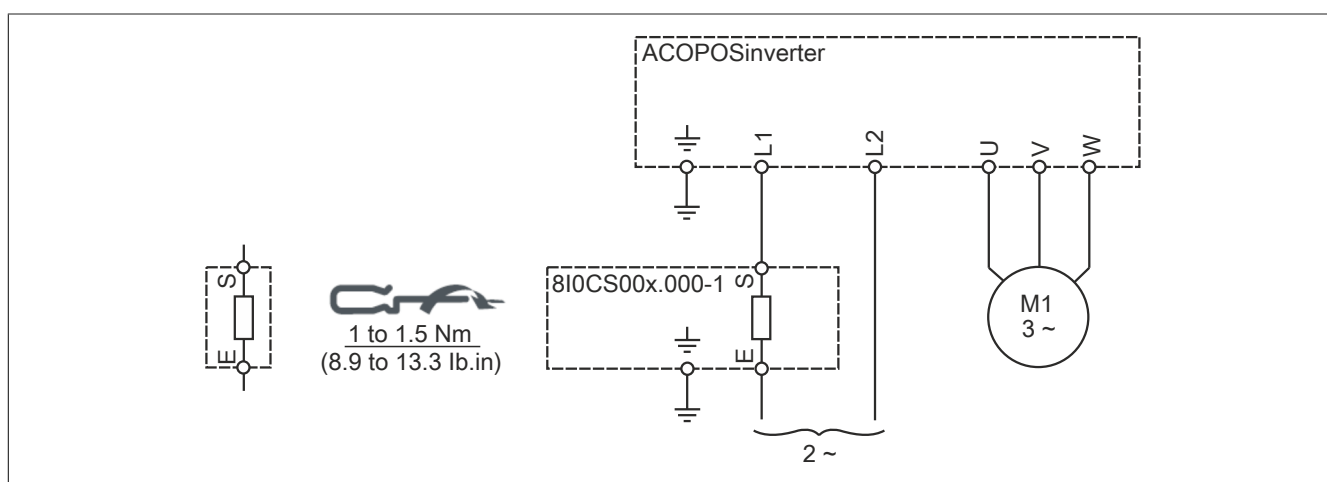 ACOPOSinverter
L1
L2
U
V
W
S
E
1 to 1.5 Nm
(8.9 to 13.3 lb.in)
8I0CS00x.000-1
S
E
M1
3 ~
2 ~